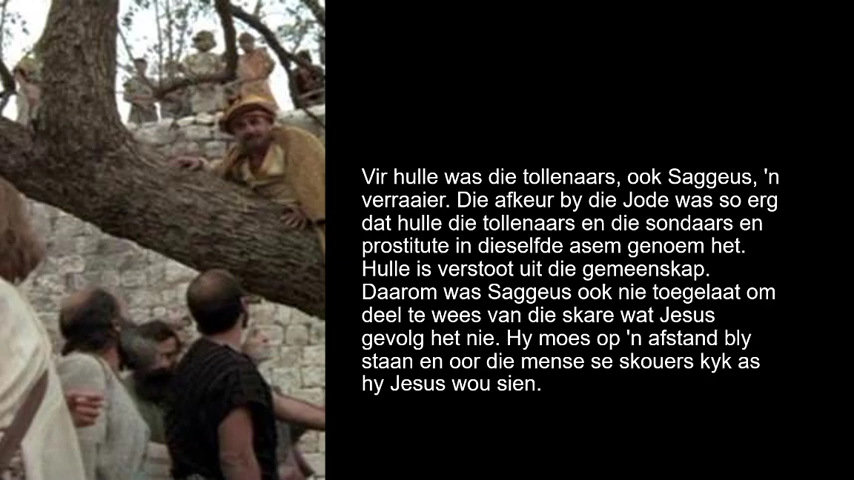 Vir hulle was die tollenaars, ook Saggeus, 'n
verraaier. Die afkeur by die Jode was so erg
dat hulle die tollenaars en die sondaars en
prostitute in dieselfde asem genoem het.
Hulle is verstoot uit die gemeenskap.
Daarom was Saggeus ook nie toegelaat om
deel te wees van die skare wat Jesus
gevolg het nie. Hy moes op 'n afstand bly
staan en oor die mense se skouers kyk as
hy Jesus wou sien.